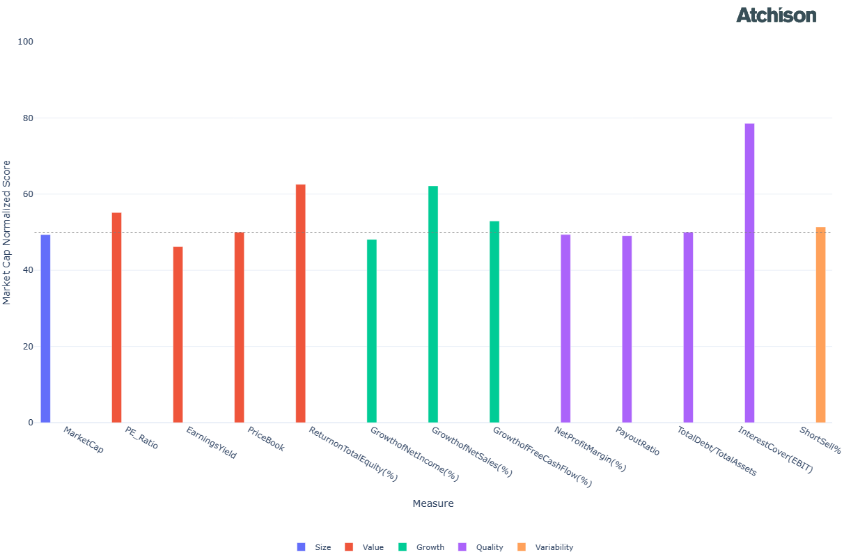 Atchison
100
80
60
40
20
0
Market Cap Normalized Score
MarketCap
PE_Ratio
EarningsYield
PriceBook
ReturnonTotalEquity(%)
GrowthofNetIncome(%)
GrowthofNetSales(%)
GrowthofFreeCashFlow(%)
NetProfitMargin(%)
PayoutRatio
TotalDebt/TotalAssets
InterestCover(EBIT)
ShortSell%
Measure
Size Value Growth Quality Variability